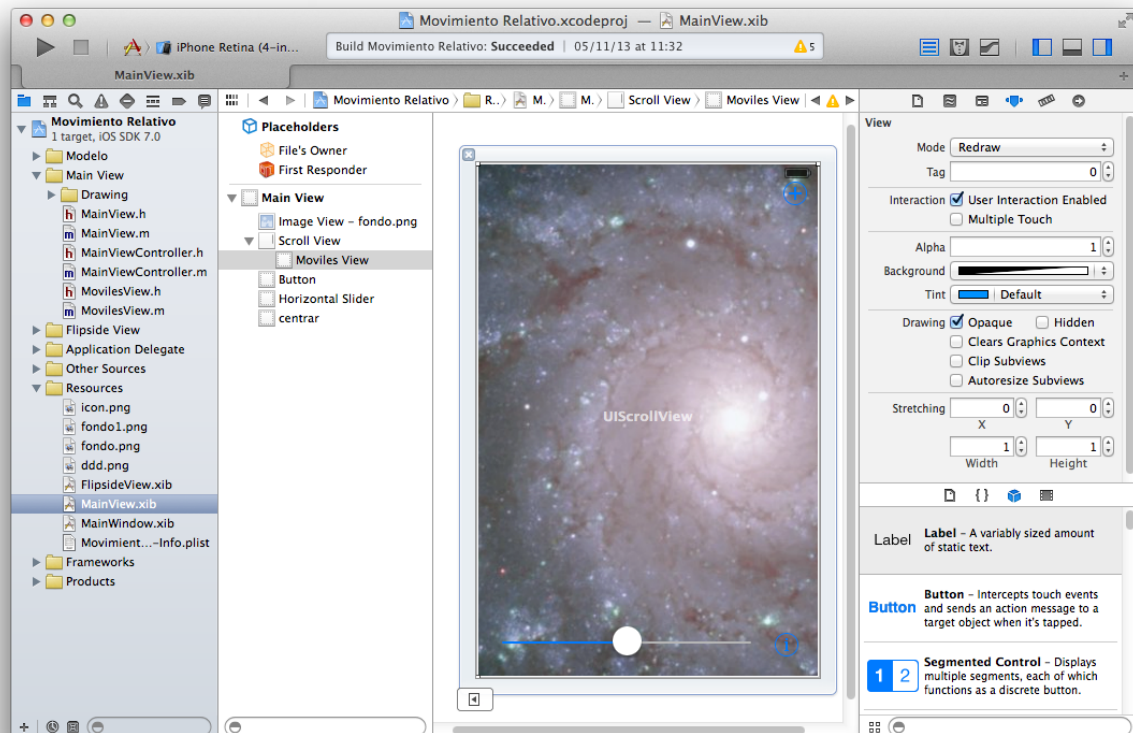 Movimiento Relativo.xcodeproj — MainView.xib
iPhone Retina (4-in...
Build Movimiento Relativo: Succeeded | 05/11/13 at 11:32
5
MainView.xib
Movimiento Relativo
R..
M.
M.
Scroll View
Moviles View
Movimiento Relativo
1 target, iOS SDK 7.0
Modelo
Main View
Drawing
h MainView.h
m MainView.m
h MainViewController.h
m MainViewController.m
h MovilesView.h
m MovilesView.m
Flipside View
Application Delegate
Other Sources
Resources
icon.png
fondo1.png
fondo.png
ddd.png
FlipsideView.xib
MainView.xib
MainWindow.xib
Movimient...-Info.plist
Frameworks
Products
Placeholders
File's Owner
First Responder
Main View
Image View – fondo.png
Scroll View
Moviles View
Button
Horizontal Slider
centrar
UIScrollView
View
Mode Redraw
Tag 0
Interaction User Interaction Enabled
Multiple Touch
Alpha 1
Background
Tint Default
Drawing Opaque Hidden
Clears Graphics Context
Clip Subviews
Autoresize Subviews
Stretching 0 0
X Y
1 1
Width Height
{}
Label
Label – A variably sized amount
of static text.
Button
Button – Intercepts touch events
and sends an action message to a
target object when it's tapped.
1 2
Segmented Control – Displays
multiple segments, each of which
functions as a discrete button.